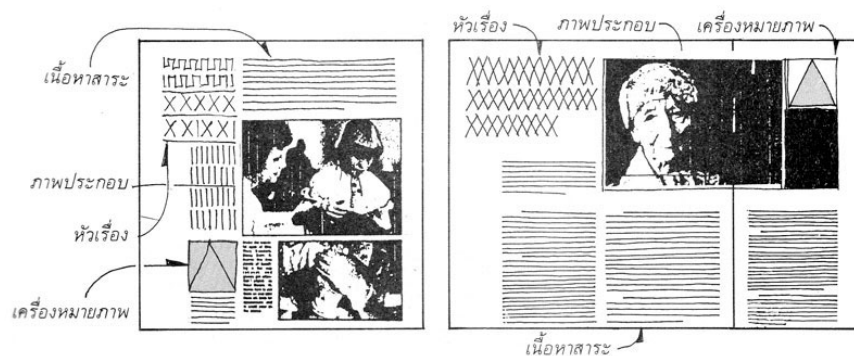 เนื้อหาสาระ
ภาพประกอบ
หัวเรื่อง
เครื่องหมายภาพ
หัวเรื่อง
ภาพประกอบ
เครื่องหมายภาพ
เนื้อหาสาระ